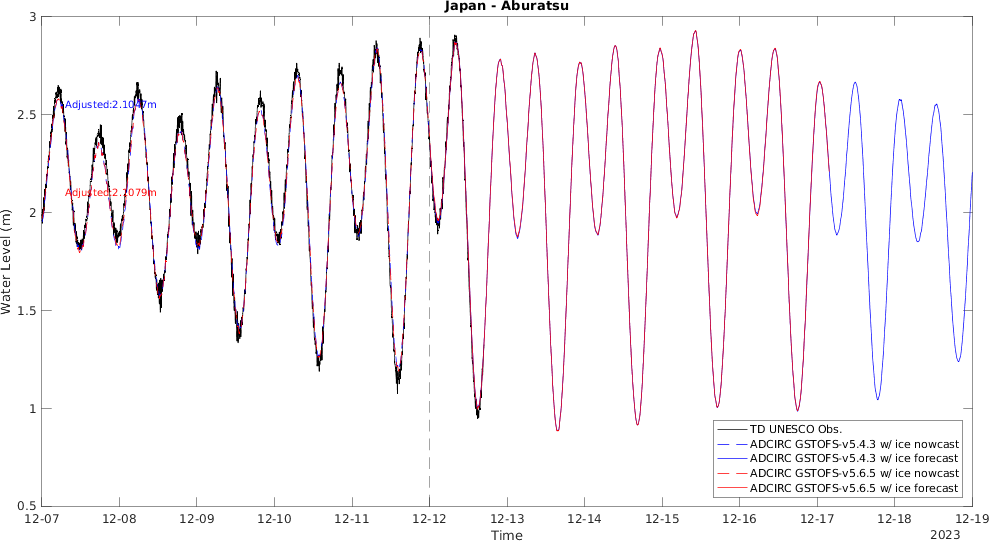 Japan - Aburatsu
3
2.5
2
1.5
1
0.5
Water Level (m)
Adjusted:2.1047m
Adjusted:2.1079m
TD UNESCO Obs.
ADCIRC GSTOFS-v5.4.3 w/ ice nowcast
ADCIRC GSTOFS-v5.4.3 w/ ice forecast
ADCIRC GSTOFS-v5.6.5 w/ ice nowcast
ADCIRC GSTOFS-v5.6.5 w/ ice forecast
12-07 12-08 12-09 12-10 12-11 12-12 12-13 12-14 12-15 12-16 12-17 12-18 12-19
Time
2023